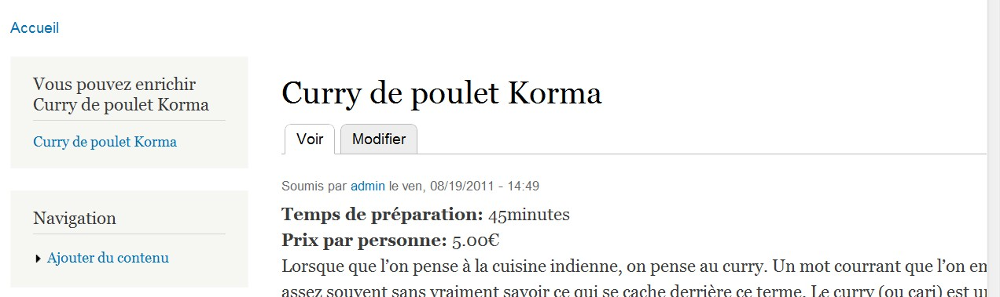 Accueil
Vous pouvez enrichir
Curry de poulet Korma
Curry de poulet Korma
Navigation
Ajouter du contenu
Curry de poulet Korma
Voir
Modifier
Soumis par admin le ven, 08/19/2011 - 14:49
Temps de préparation: 45minutes
Prix par personne: 5.00€
Lorsque que l’on pense à la cuisine indienne, on pense au curry. Un mot courrant que l’on em
assez souvent sans vraiment savoir ce qui se cache derrière ce terme. Le curry (ou cari) est